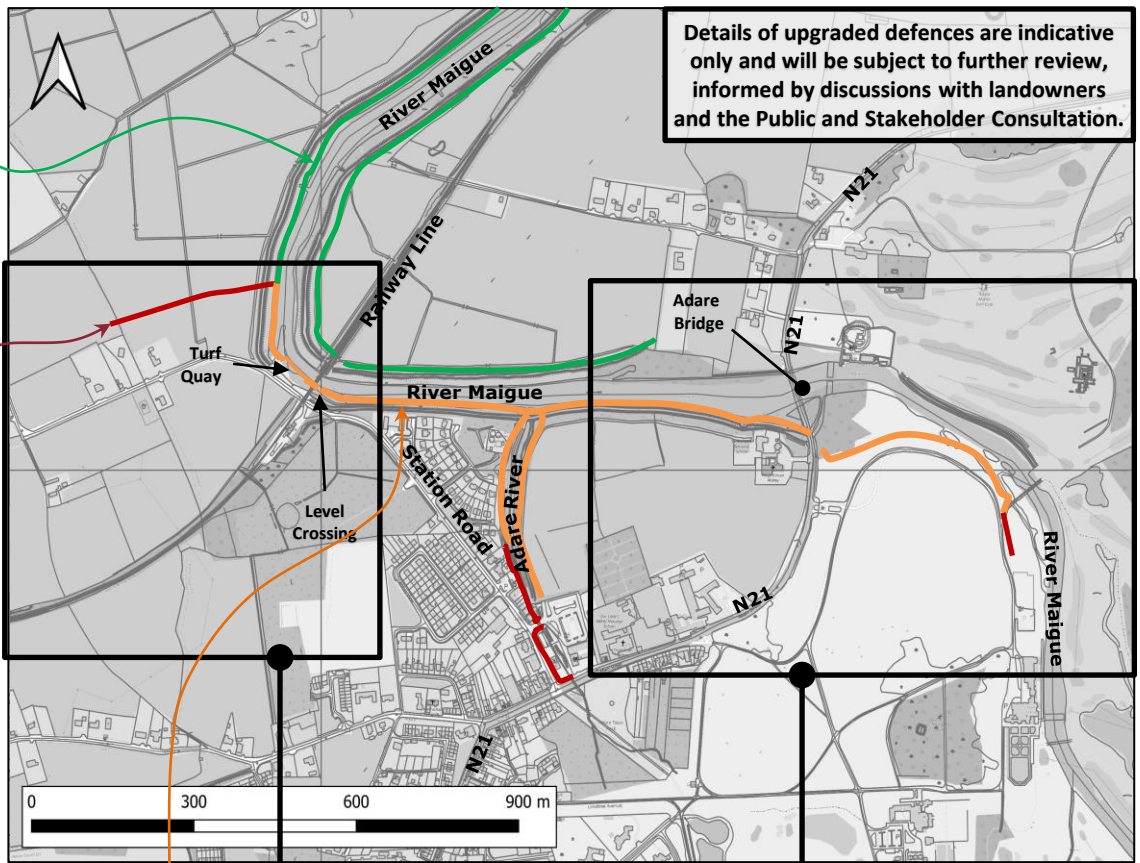 Details of upgraded defences are indicative
only and will be subject to further review,
informed by discussions with landowners
and the Public and Stakeholder Consultation.
River Maigue
N21
Railway Line
Adare
Bridge
N21
Turf
Quay
River Maigue
Station Road
Adare River
Level
Crossing
River Maigue
N21
N21
0 300 600 900 m